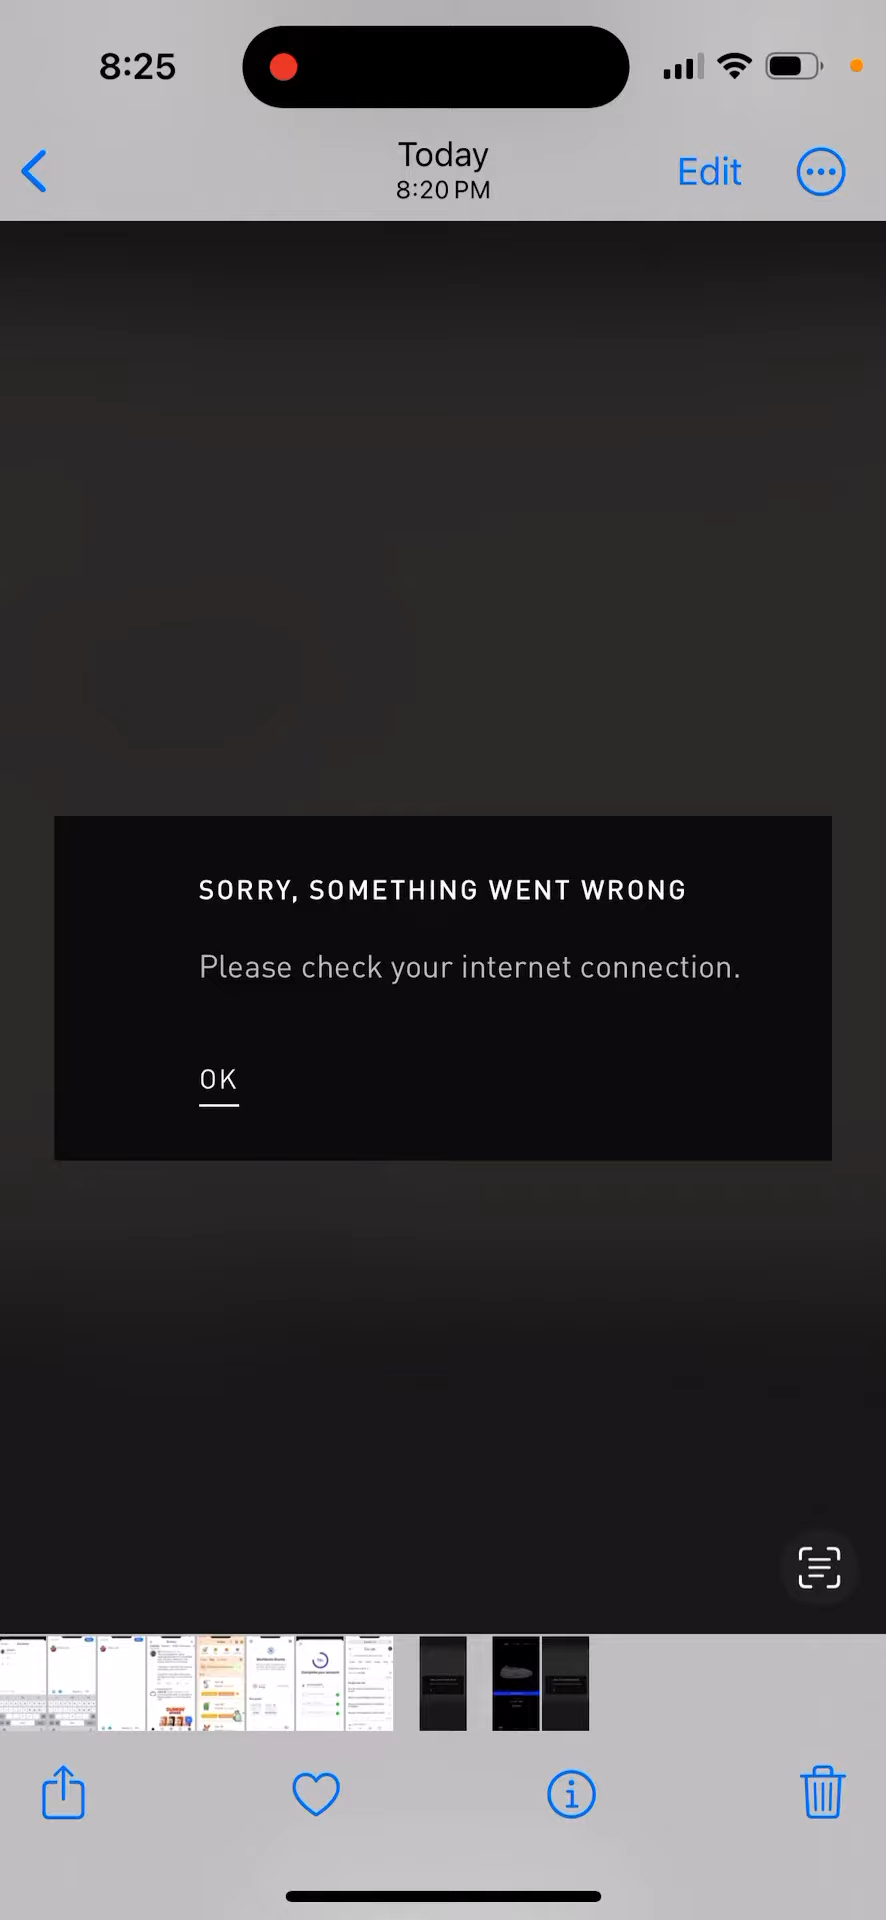 8:25
Today
8:20 PM
Edit
SORRY, SOMETHING WENT WRONG
Please check your internet connection.
OK